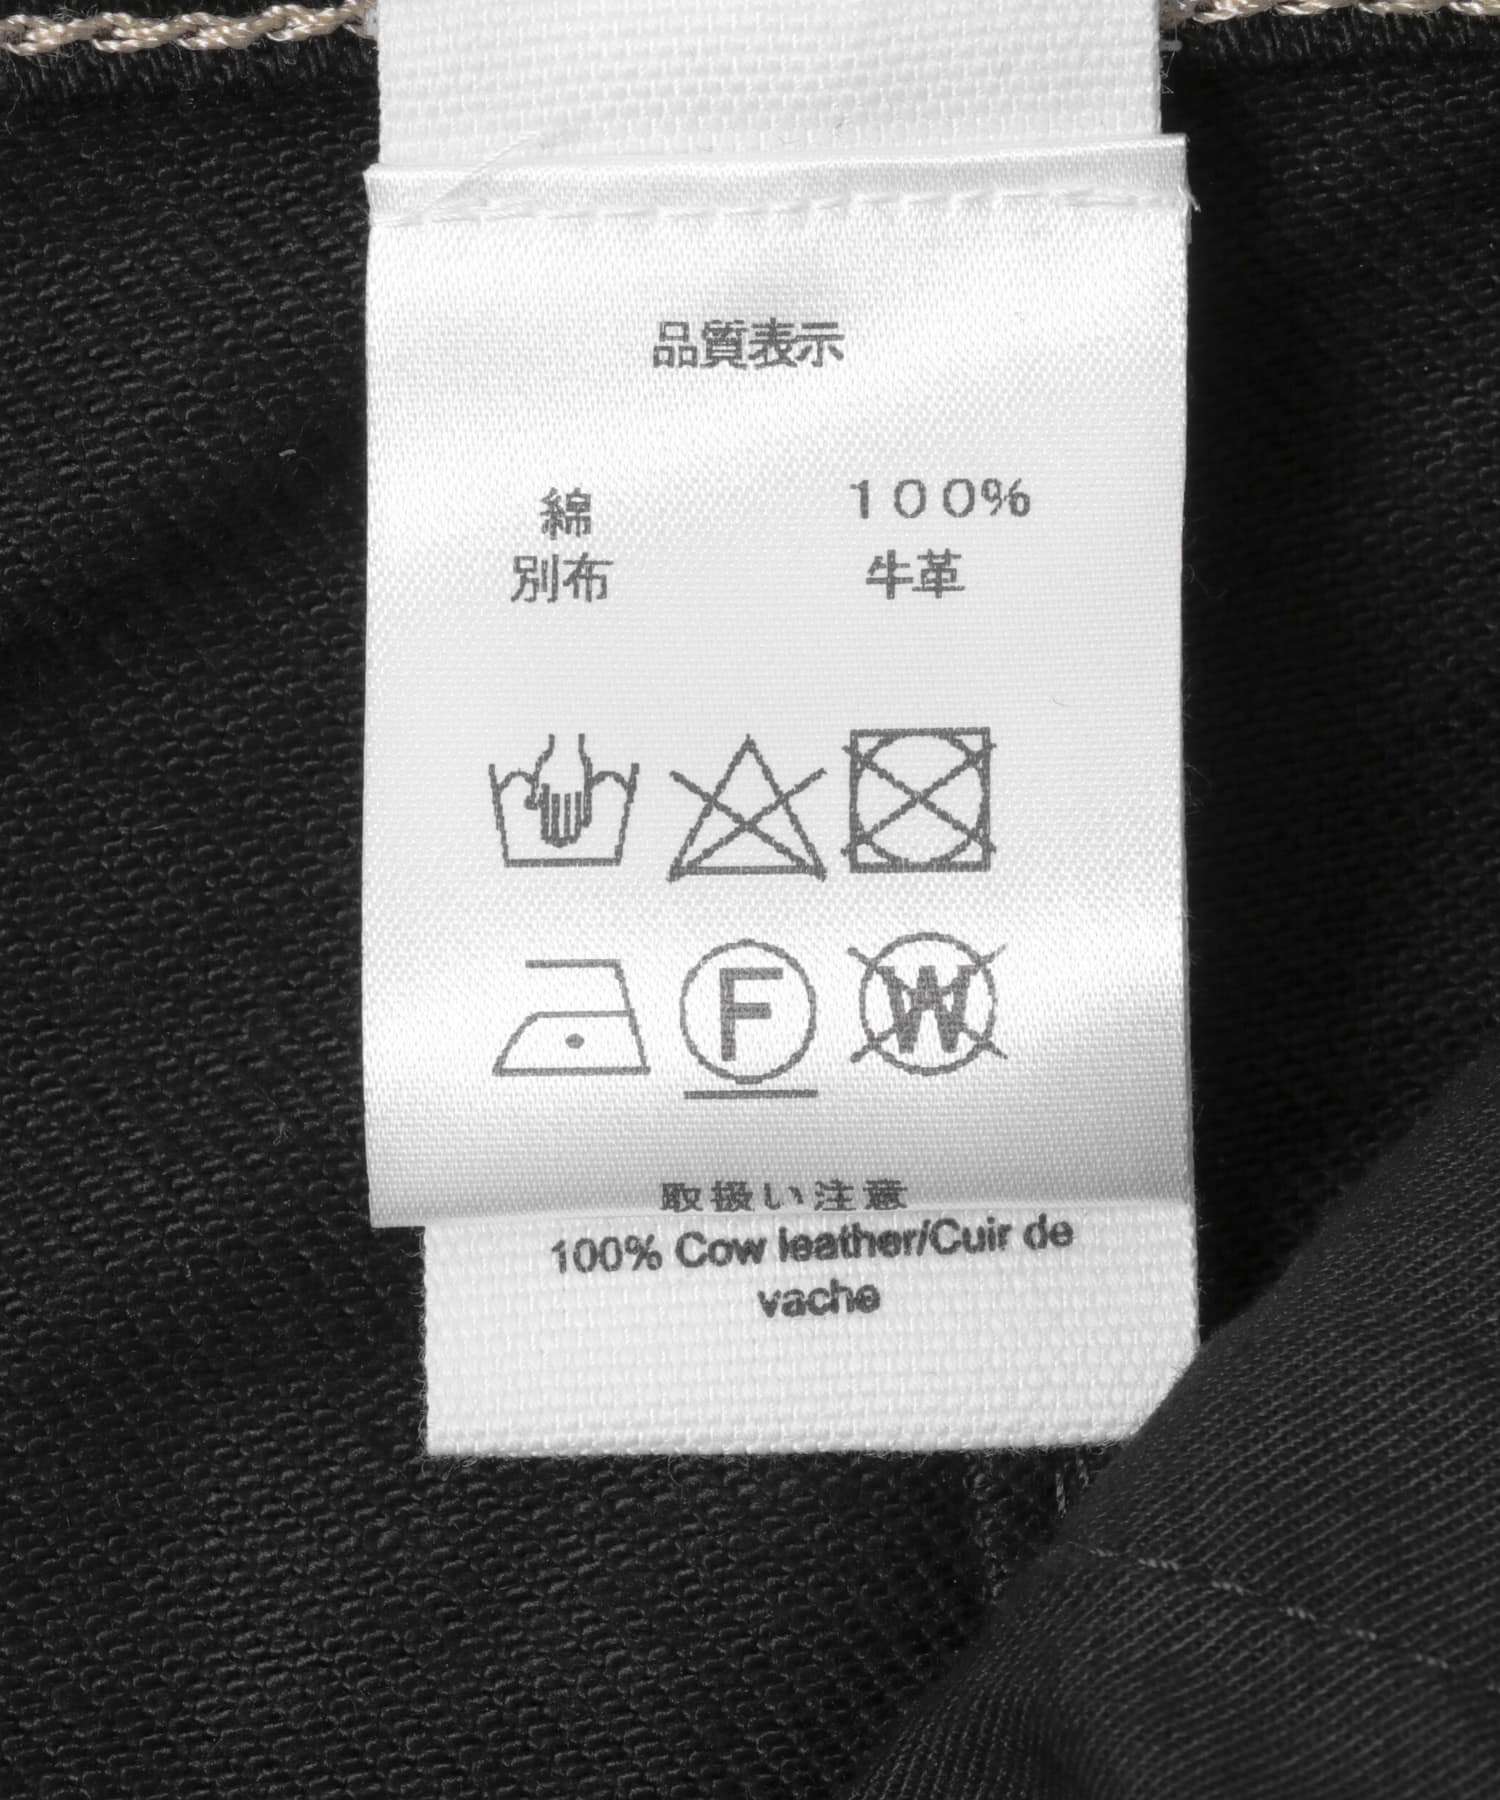 品質表示
綿 １００%
別布 牛革
F W
取扱い注意
100% Cow leather/Cuir de
vache